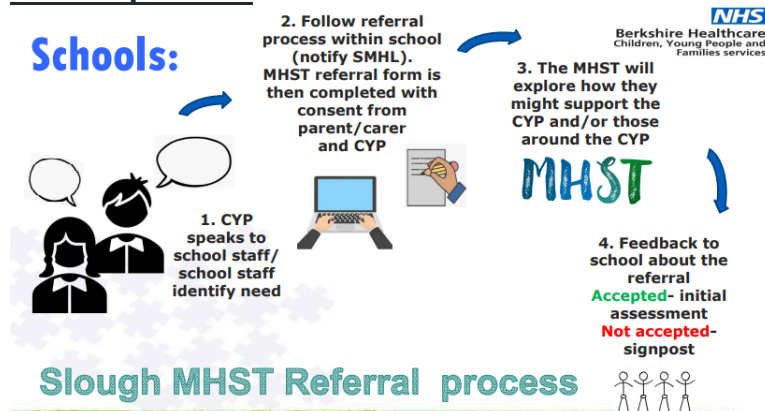 Schools:
NHS
Berkshire Healthcare
Children, Young People and
Families services
1. CYP
speaks to
school staff/
school staff
identify need
2. Follow referral
process within school
(notify SMHL).
MHST referral form is
then completed with
consent from
parent/carer
and CYP
3. The MHST will
explore how they
might support the
CYP and/or those
around the CYP
MHST
4. Feedback to
school about the
referral
Accepted- initial
assessment
Not accepted-
signpost
Slough MHST Referral process